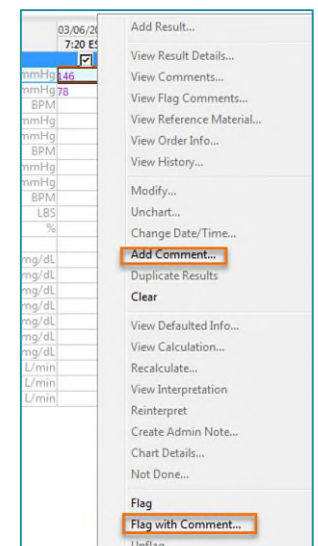 03/06/20
7:20 ES
mmHg 146
mmHg 78
BPM
mmHg
mmHg
BPM
mmHg
mmHg
BPM
LBS
%
mg/dL
mg/dL
mg/dL
mg/dL
mg/dL
mg/dL
L/min
L/min
L/min
Add Result...
View Result Details...
View Comments...
View Flag Comments...
View Reference Material...
View Order Info...
View History...
Modify...
Unchart...
Change Date/Time...
Add Comment...
Duplicate Results
Clear
View Defaulted Info...
View Calculation...
Recalculate...
View Interpretation
Reinterpret
Create Admin Note...
Chart Details...
Not Done...
Flag
Flag with Comment...
Unflag